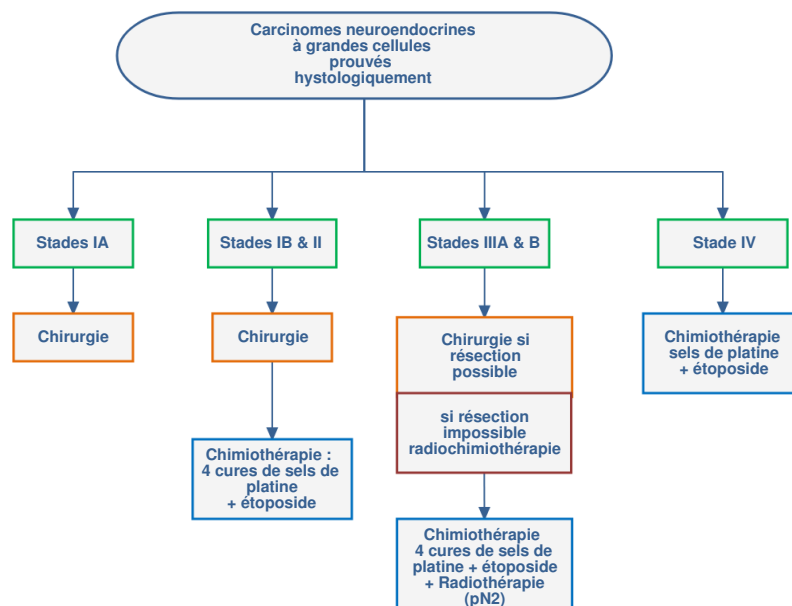 Carcinomes neuroendocrines
à grandes cellules
prouvés
hystologiquement
Stades IA
Stades IB & II
Stades IIIA & B
Stade IV
Chirurgie
Chirurgie
Chirurgie si
résection
possible
Chimiothérapie
sels de platine
+ étoposide
si résection
impossible
radiochimiothérapie
Chimiothérapie :
4 cures de sels de
platine
+ étoposide
Chimiothérapie
4 cures de sels de
platine + étoposide
+ Radiothérapie
(pN2)